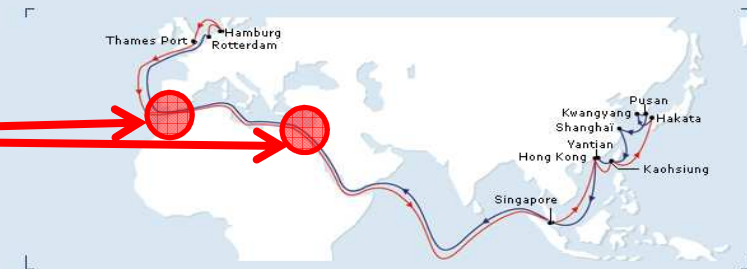 Hamburg
Thames Port
Rotterdam
Pusan
Kwangyang
Hakata
Shanghaï
Yantian
Hong Kong
Kaohsiung
Singapore